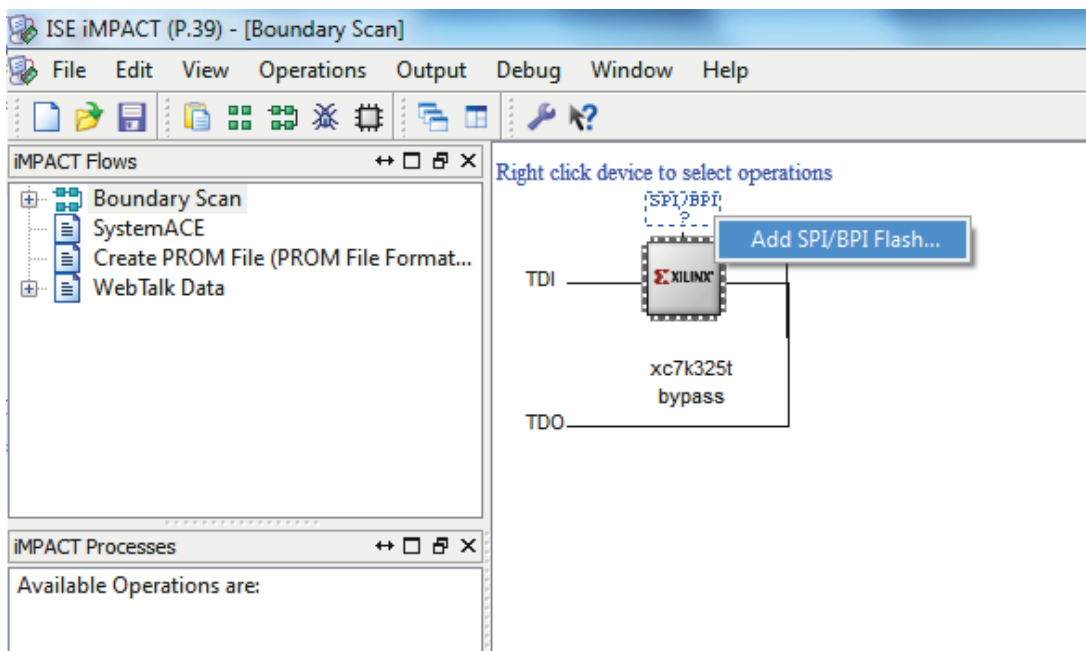 ISE iMPACT (P.39) - [Boundary Scan]
File Edit View Operations Output Debug Window Help
iMPACT Flows
Boundary Scan
SystemACE
Create PROM File (PROM File Format...
WebTalk Data
iMPACT Processes
Available Operations are:
Right click device to select operations
SPI/BPI
?
Add SPI/BPI Flash...
TDI
XILINX
xc7k325t
bypass
TDO